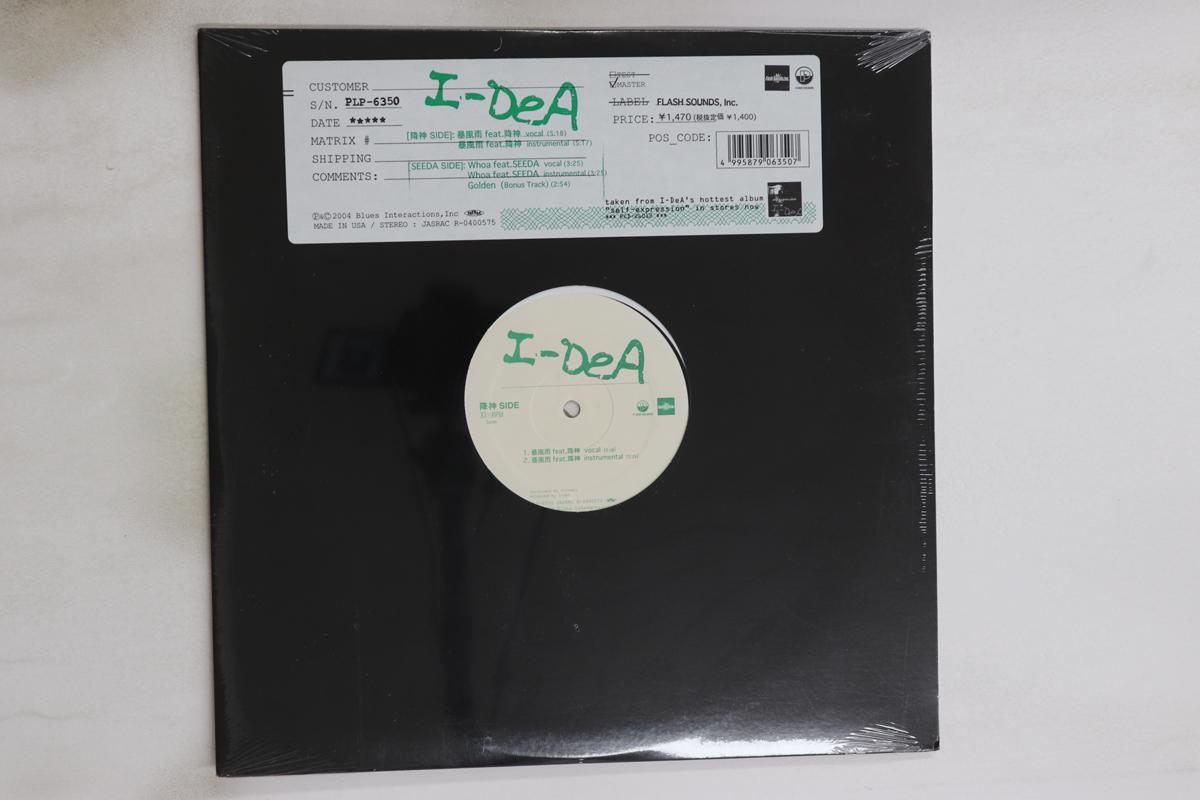 I-DeA
CUSTOMER
S/N. PLP-6350
DATE *****
MATRIX # [降神 SIDE]: 暴風雨 feat.降神 vocal (5:18)
暴風雨 feat.降神 instrumental (5:17)
SHIPPING [SEEDA SIDE]: Whoa feat.SEEDA vocal (3:25)
COMMENTS: Whoa feat.SEEDA instrumental (3:25)
Golden (Bonus Track) (2:54)
℗&© 2004 Blues Interactions,Inc
MADE IN USA / STEREO : JASRAC R-0400575
TEST
MASTER
LABEL FLASH SOUNDS, Inc.
PRICE: ¥1,470 (税抜定価 ¥1,400)
POS_CODE:
4 995879 063507
taken from I-DeA's hottest album
"self-expression" in stores now
I-DeA
降神 SIDE
33⅓RPM
1. 暴風雨 feat.降神 vocal
2. 暴風雨 feat.降神 instrumental